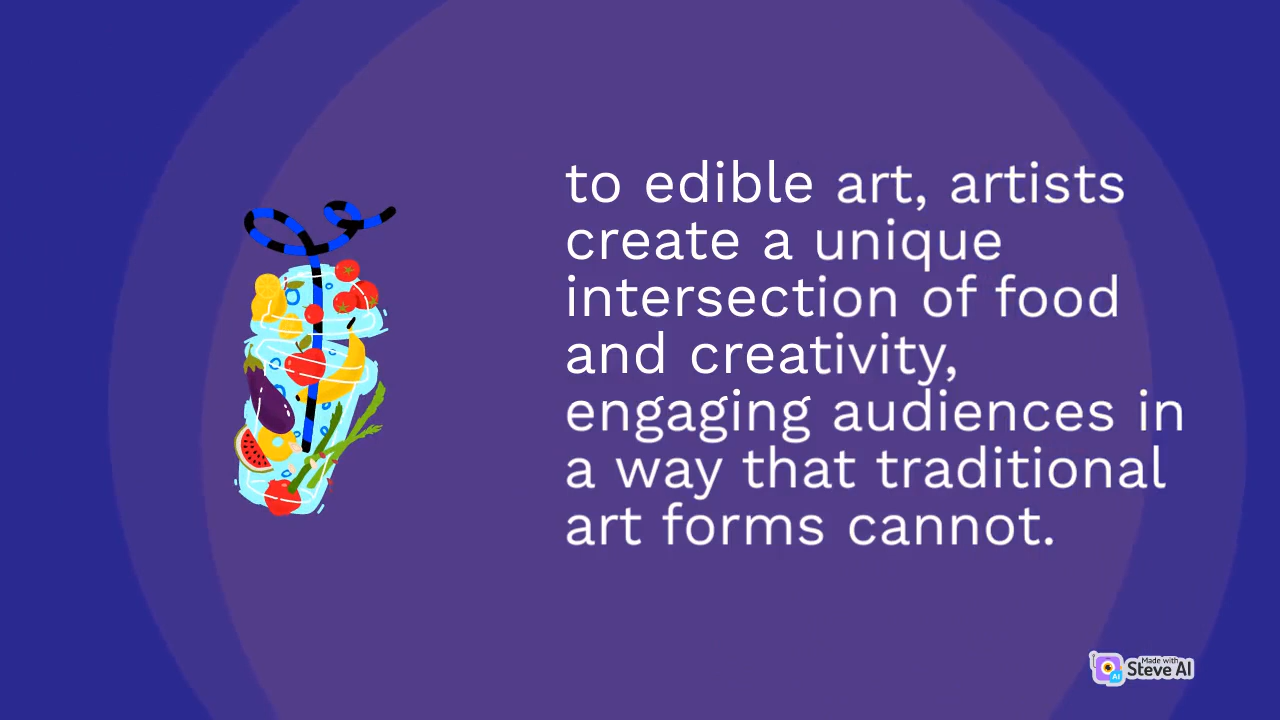 to edible art, artists
create a unique
intersection of food
and creativity,
engaging audiences in
a way that traditional
art forms cannot.
Made with
Steve AI
AI